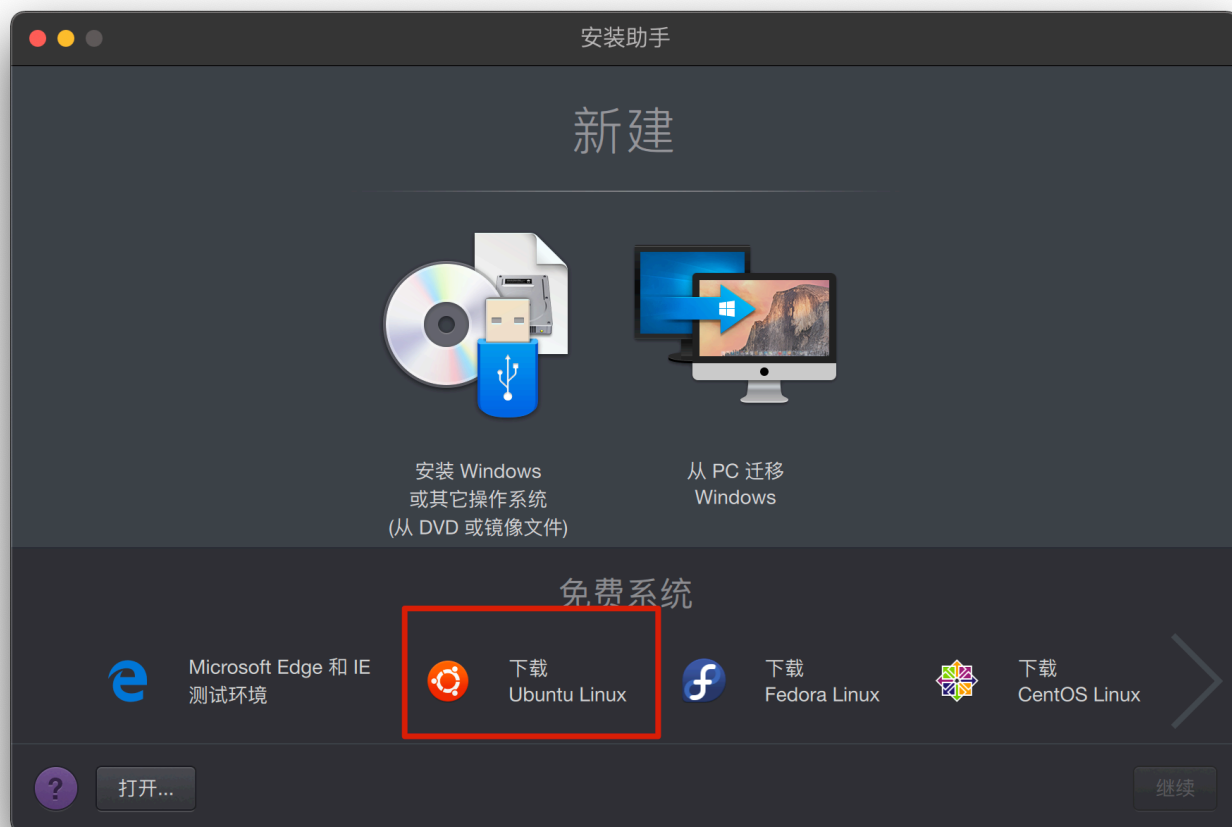 安装助手
新建
安装 Windows
或其它操作系统
(从 DVD 或镜像文件)
从 PC 迁移
Windows
免费系统
Microsoft Edge 和 IE
测试环境
下载
Ubuntu Linux
下载
Fedora Linux
下载
CentOS Linux
?
打开...
继续